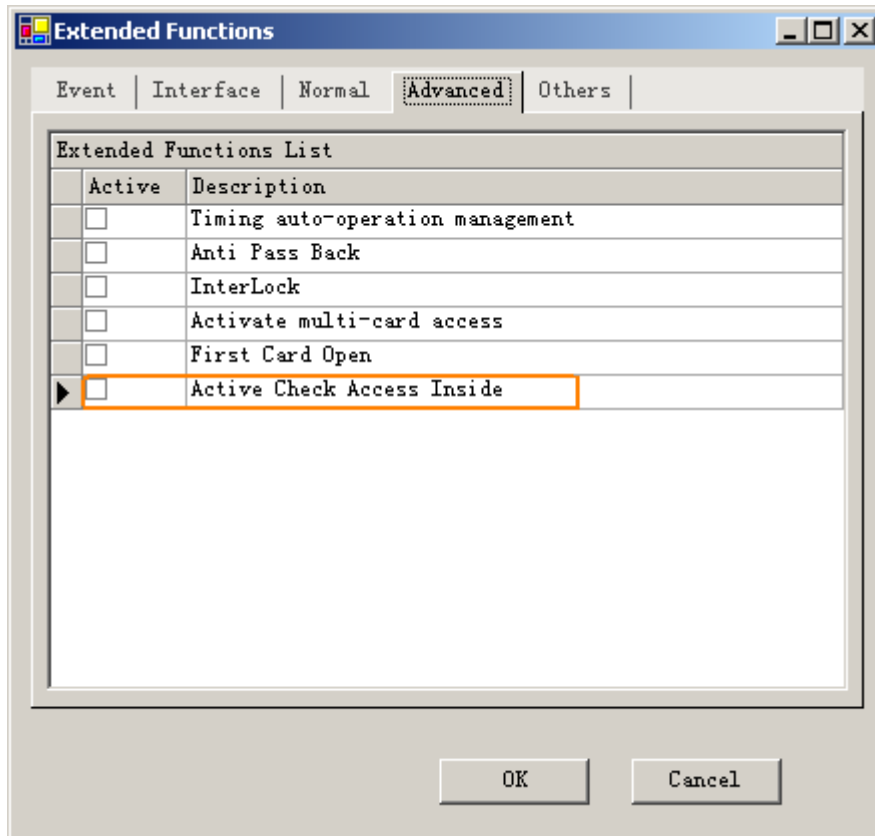 Extended Functions
Event Interface Normal Advanced Others
Extended Functions List
Active Description
Timing auto-operation management
Anti Pass Back
InterLock
Activate multi-card access
First Card Open
Active Check Access Inside
OK Cancel